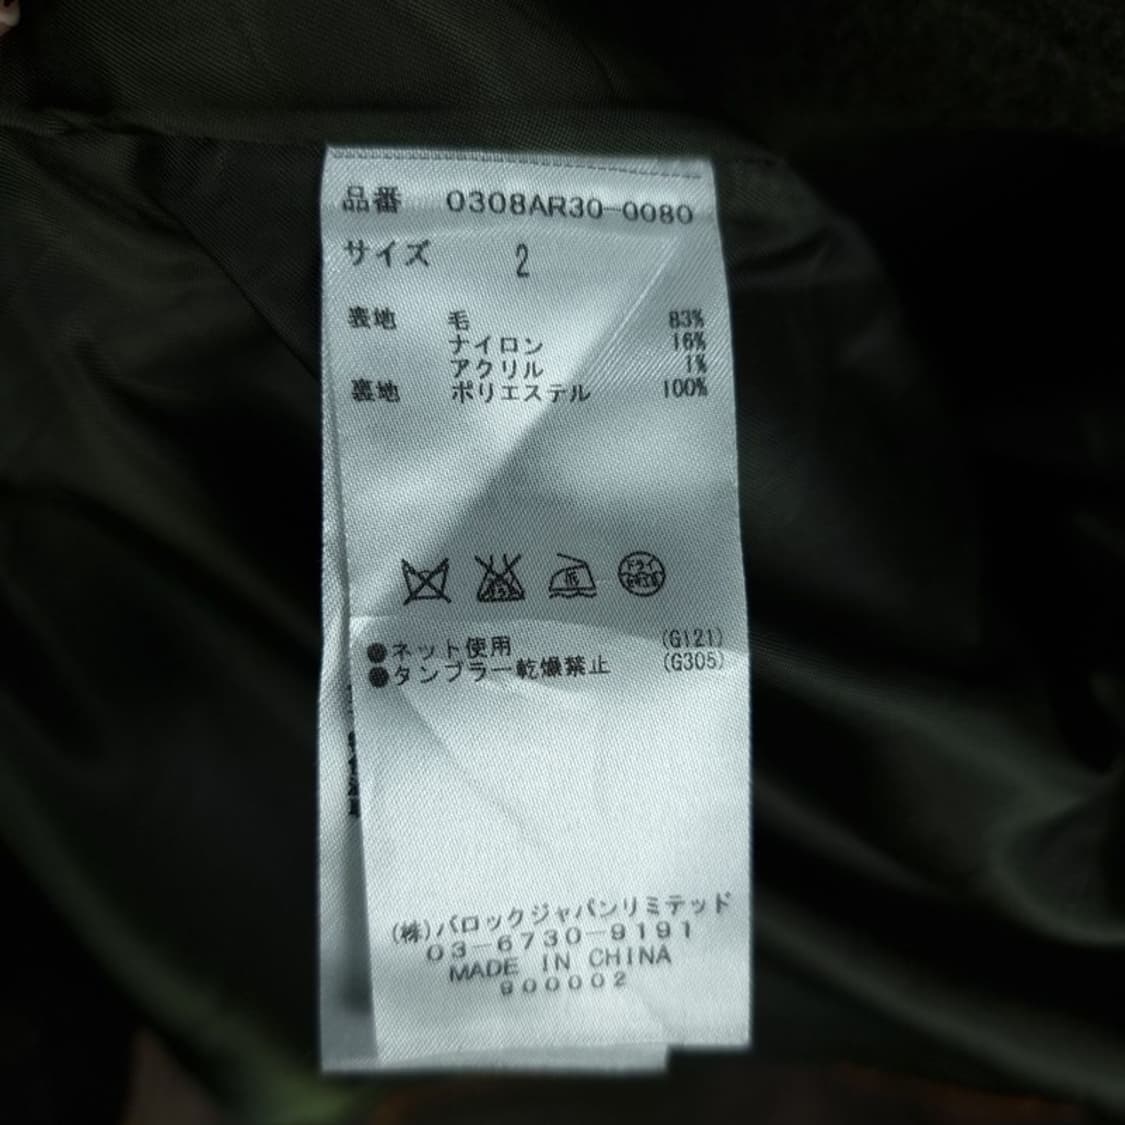 品番 0308AR30-0080
サイズ 2
表地 毛 83%
ナイロン 16%
アクリル 1%
裏地 ポリエステル 100%
ドライ
●ネット使用 (G121)
●タンブラー乾燥禁止 (G305)
(株)バロックジャパンリミテッド
03-6730-9191
MADE IN CHINA
900002